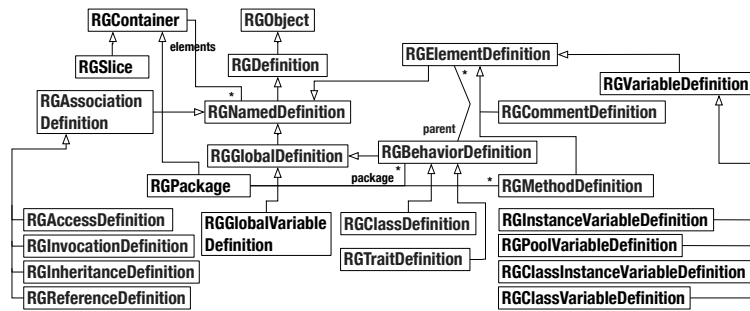 RGContainer
RGObject
elements
RGElementDefinition
RGSlice
RGDefinition
*
RGVariableDefinition
RGAssociation
Definition
*
RGNamedDefinition
RGCommentDefinition
parent
RGGlobalDefinition
RGBehaviorDefinition
*
RGPackage
package
*
RGMethodDefinition
RGAccessDefinition
RGGlobalVariable
Definition
RGClassDefinition
RGInstanceVariableDefinition
RGInvocationDefinition
RGPoolVariableDefinition
RGTraitDefinition
RGInheritanceDefinition
RGClassInstanceVariableDefinition
RGReferenceDefinition
RGClassVariableDefinition